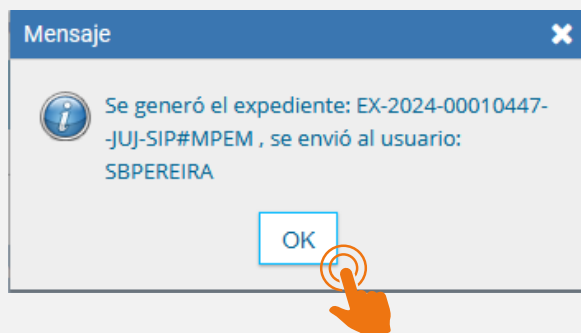 Mensaje
Se generó el expediente: EX-2024-00010447-
-JUJ-SIP#MPEM , se envió al usuario:
SBPEREIRA
OK